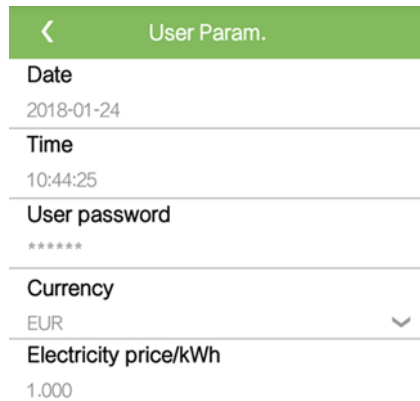 User Param.
Date
2018-01-24
Time
10:44:25
User password
******
Currency
EUR
Electricity price/kWh
1.000